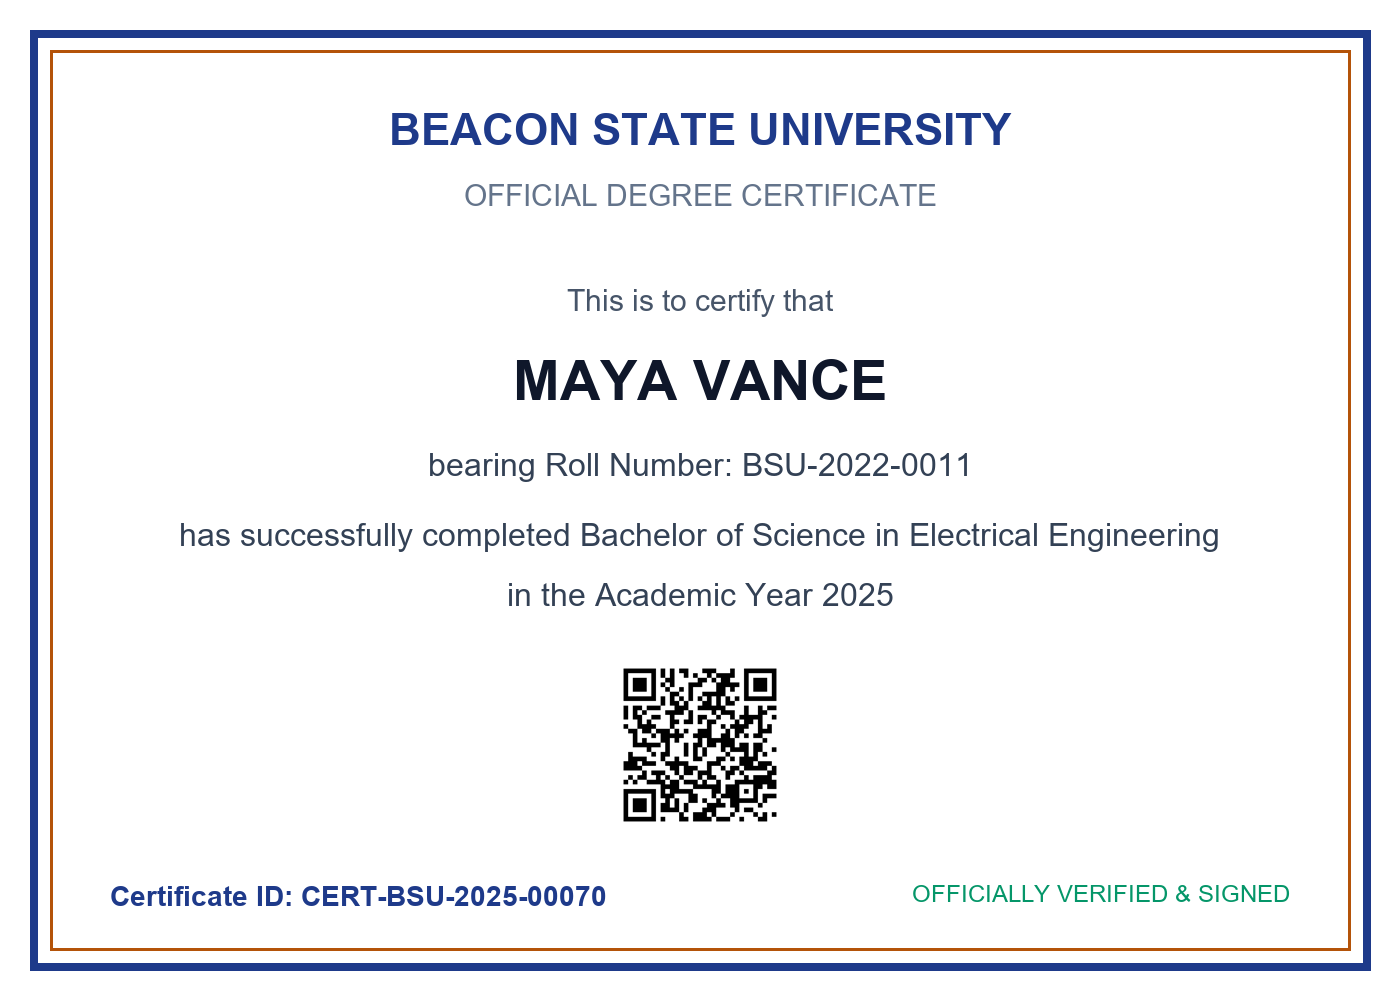 BEACON STATE UNIVERSITY
OFFICIAL DEGREE CERTIFICATE
This is to certify that
MAYA VANCE
bearing Roll Number: BSU-2022-0011
has successfully completed Bachelor of Science in Electrical Engineering
in the Academic Year 2025
Certificate ID: CERT-BSU-2025-00070
OFFICIALLY VERIFIED & SIGNED